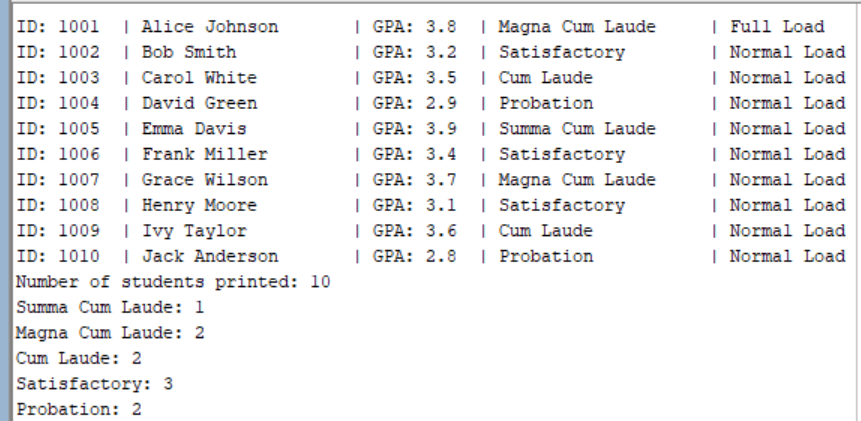 ID: 1001  | Alice Johnson        | GPA: 3.8  | Magna Cum Laude      | Full Load
ID: 1002  | Bob Smith            | GPA: 3.2  | Satisfactory         | Normal Load
ID: 1003  | Carol White          | GPA: 3.5  | Cum Laude            | Normal Load
ID: 1004  | David Green          | GPA: 2.9  | Probation            | Normal Load
ID: 1005  | Emma Davis           | GPA: 3.9  | Summa Cum Laude      | Normal Load
ID: 1006  | Frank Miller         | GPA: 3.4  | Satisfactory         | Normal Load
ID: 1007  | Grace Wilson         | GPA: 3.7  | Magna Cum Laude      | Normal Load
ID: 1008  | Henry Moore          | GPA: 3.1  | Satisfactory         | Normal Load
ID: 1009  | Ivy Taylor           | GPA: 3.6  | Cum Laude            | Normal Load
ID: 1010  | Jack Anderson        | GPA: 2.8  | Probation            | Normal Load
Number of students printed: 10
Summa Cum Laude: 1
Magna Cum Laude: 2
Cum Laude: 2
Satisfactory: 3
Probation: 2